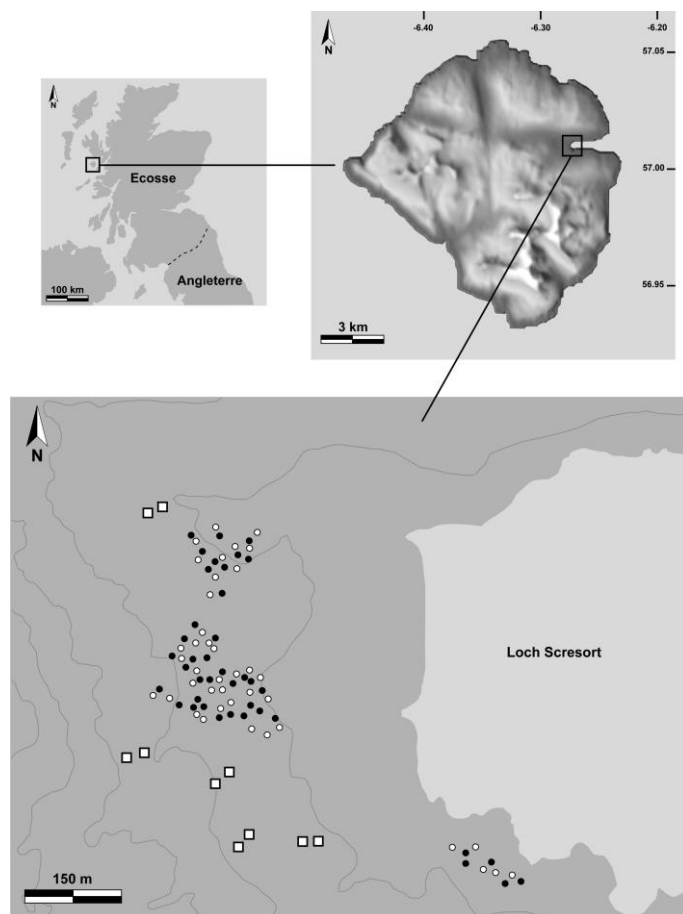 N
Ecosse
Angleterre
100 km
-6.40
-6.30
-6.20
N
57.05
57.00
56.95
3 km
N
Loch Scresort
150 m